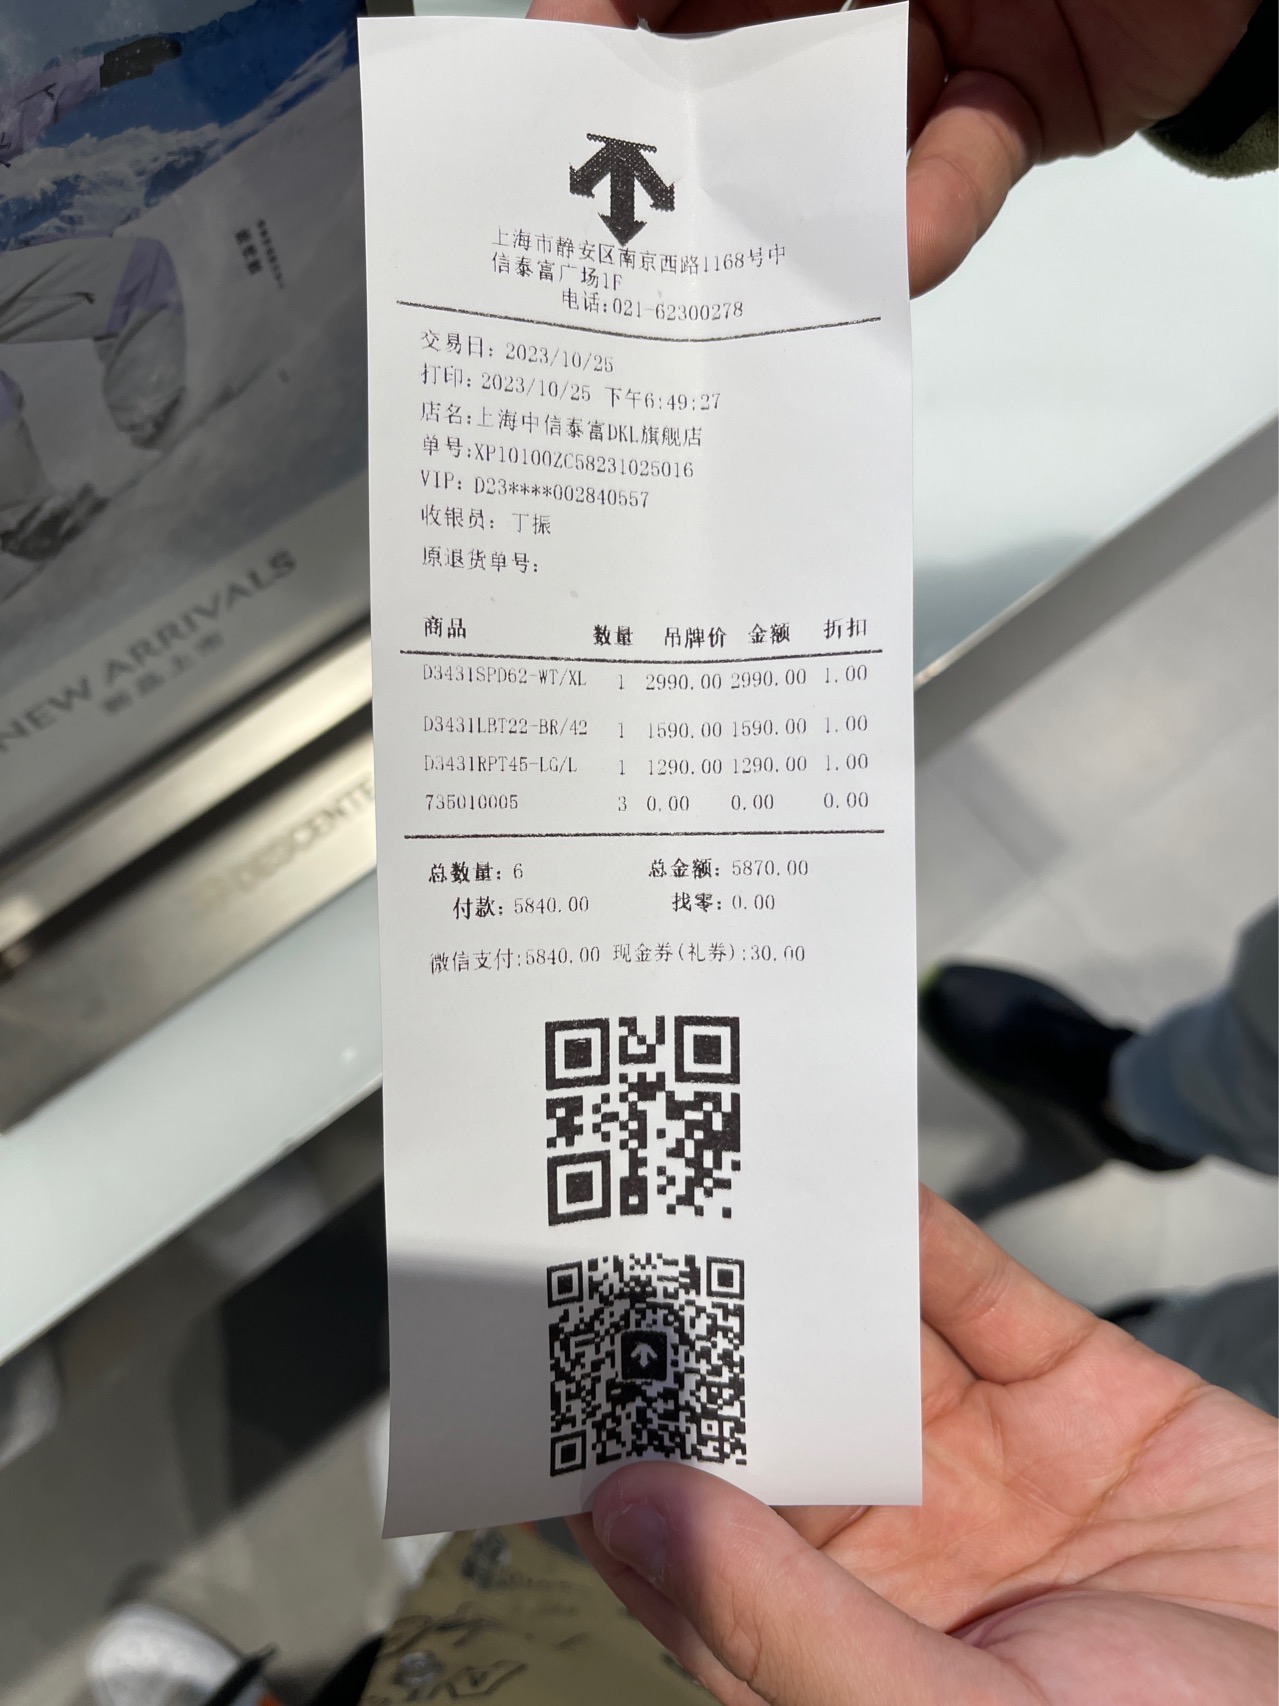 上海市静安区南京西路1168号中
信泰富广场1F
电话:021-62300278
交易日: 2023/10/25
打印: 2023/10/25 下午6:49:27
店名:上海中信泰富DKL旗舰店
单号:XP10100ZC58231025016
VIP: D23****002840557
收银员: 丁振
原退货单号:
商品 数量 吊牌价 金额 折扣
D3431SPD62-WT/XL 1 2990.00 2990.00 1.00
D3431LBT22-BR/42 1 1590.00 1590.00 1.00
D3431RPT45-LG/L 1 1290.00 1290.00 1.00
735010005 3 0.00 0.00 0.00
总数量: 6 总金额: 5870.00
付款: 5840.00 找零: 0.00
微信支付:5840.00 现金券(礼券):30.00
NEW ARRIVALS
新品上市
DESCENTE